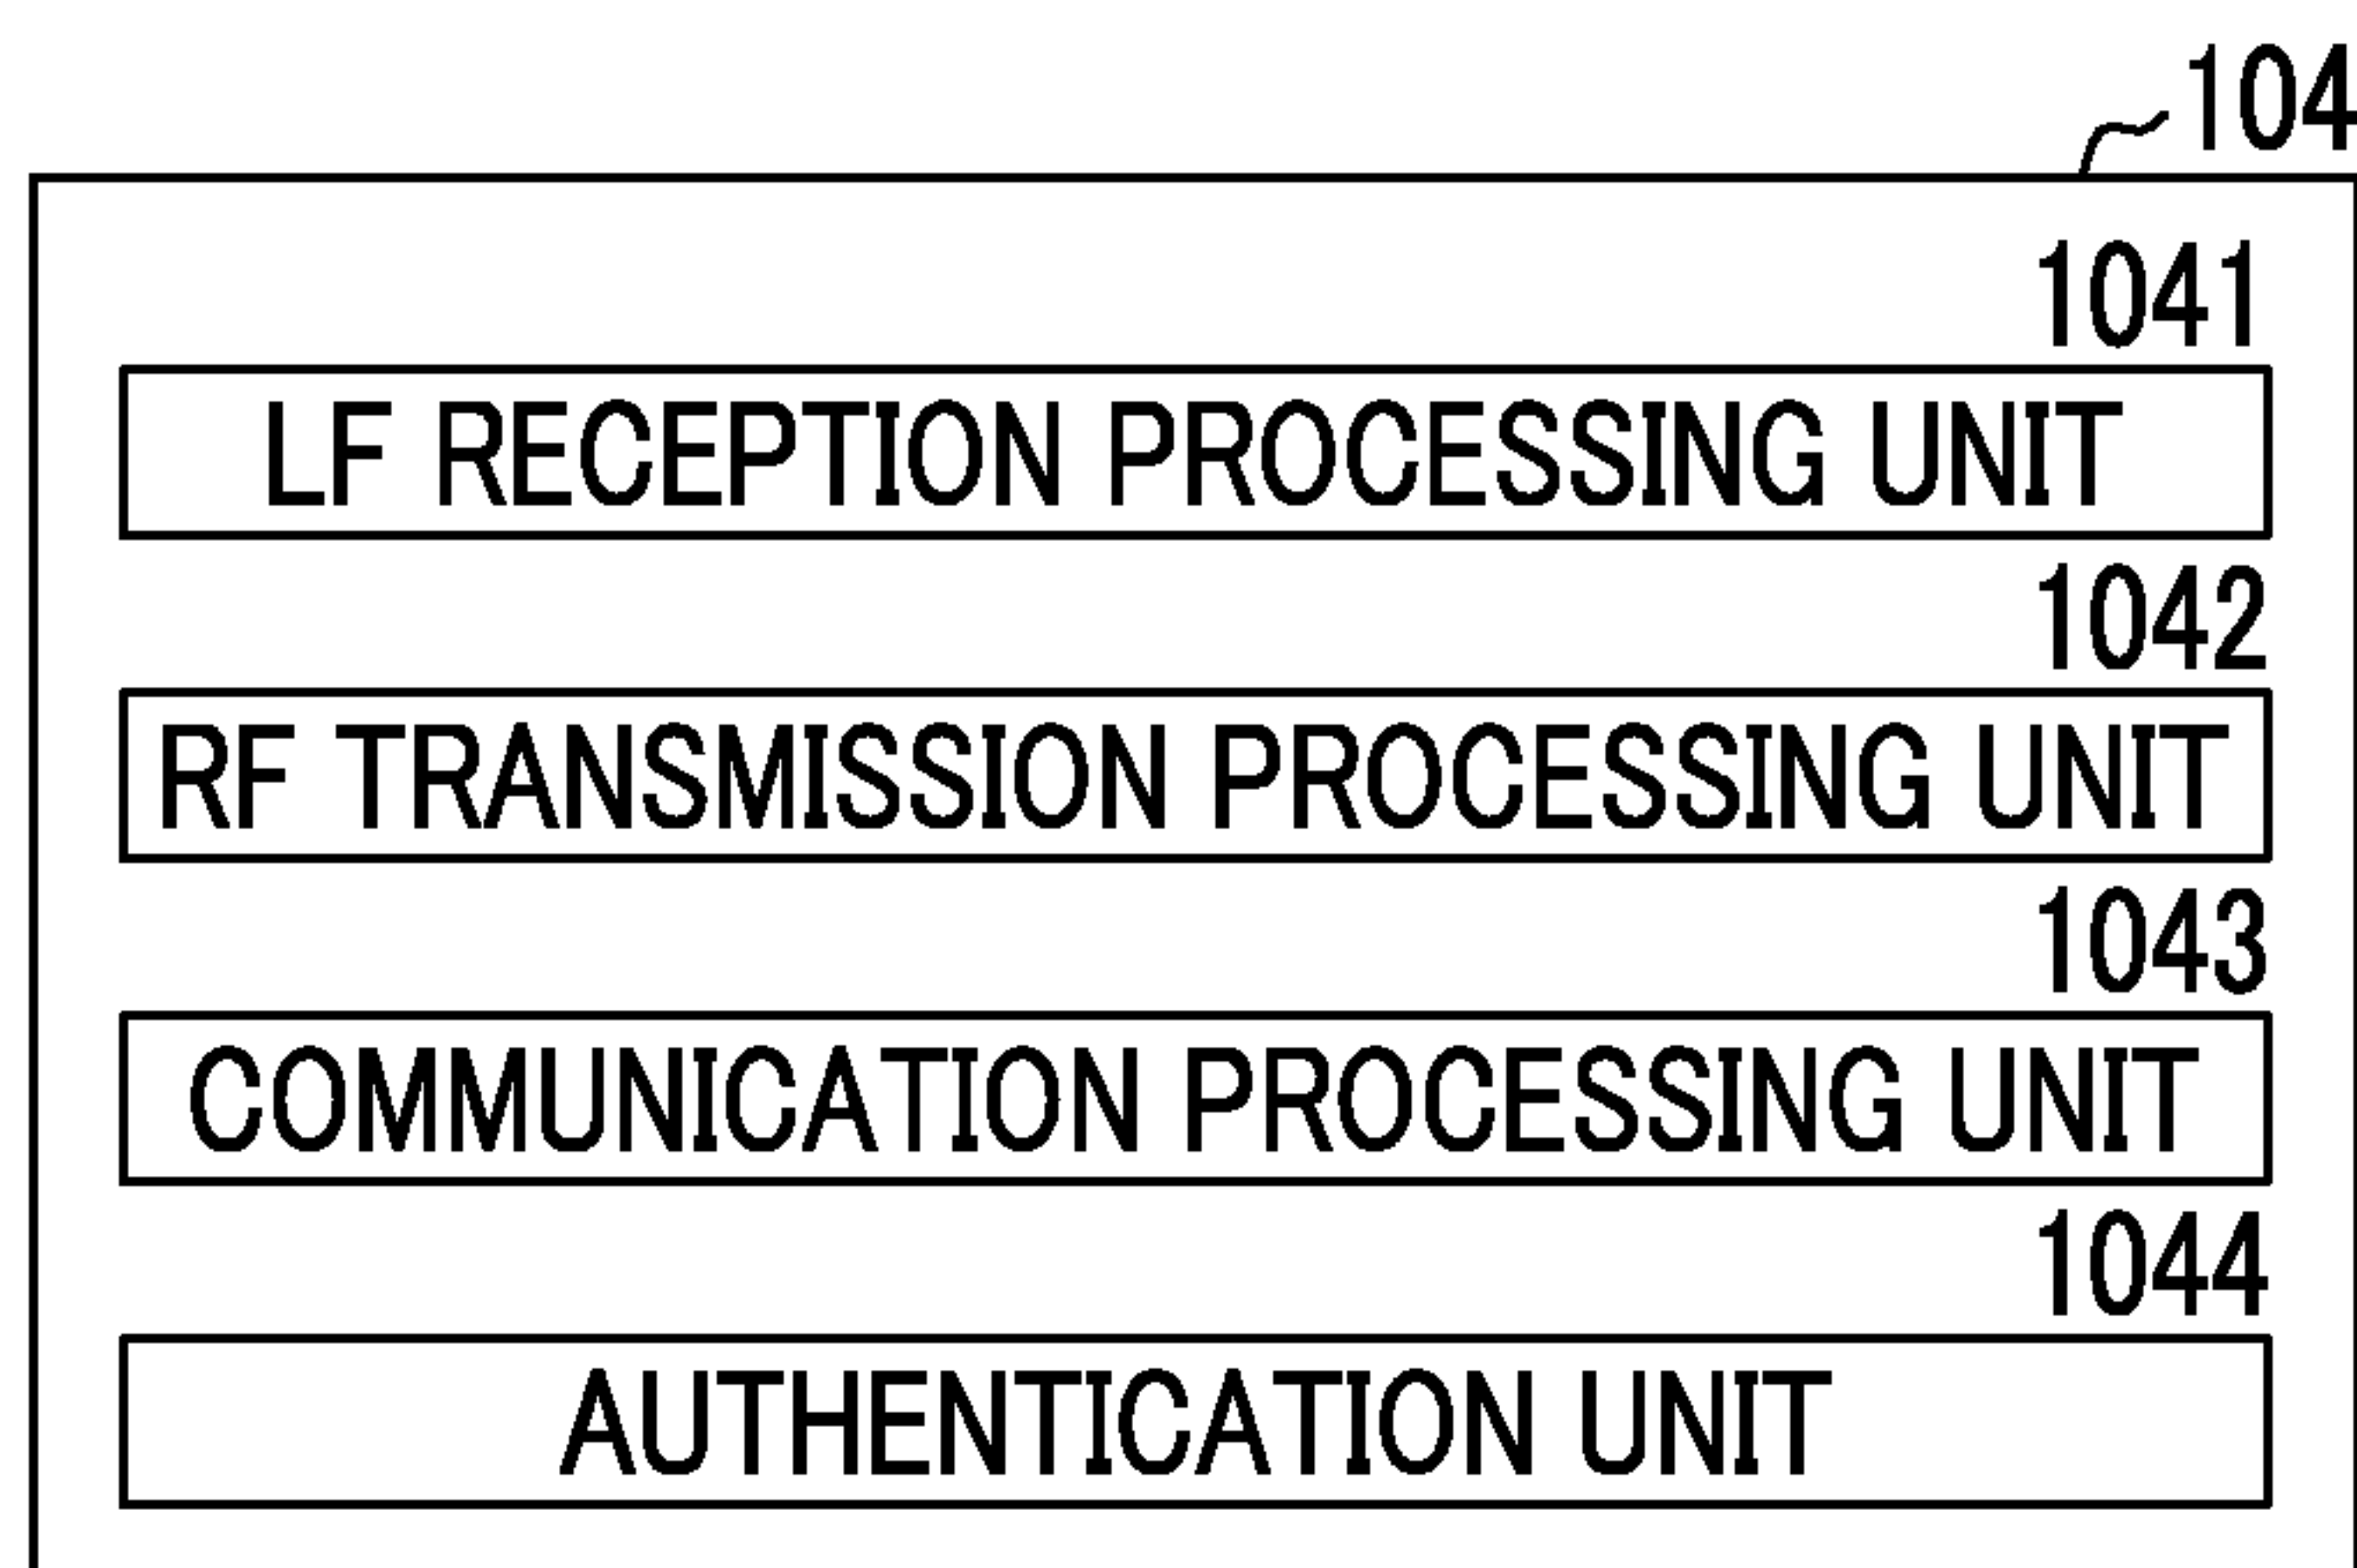 104
1041
LF RECEPTION PROCESSING UNIT
1042
RF TRANSMISSION PROCESSING UNIT
1043
COMMUNICATION PROCESSING UNIT
1044
AUTHENTICATION UNIT